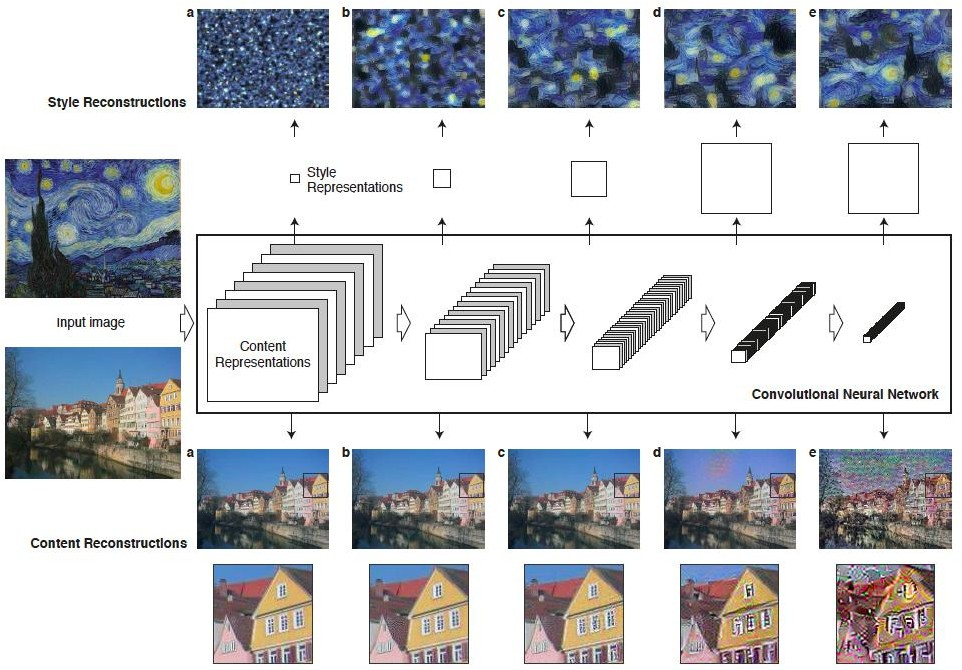 a b c d e
Style Reconstructions
Style
Representations
Input image
Content
Representations
Convolutional Neural Network
a b c d e
Content Reconstructions